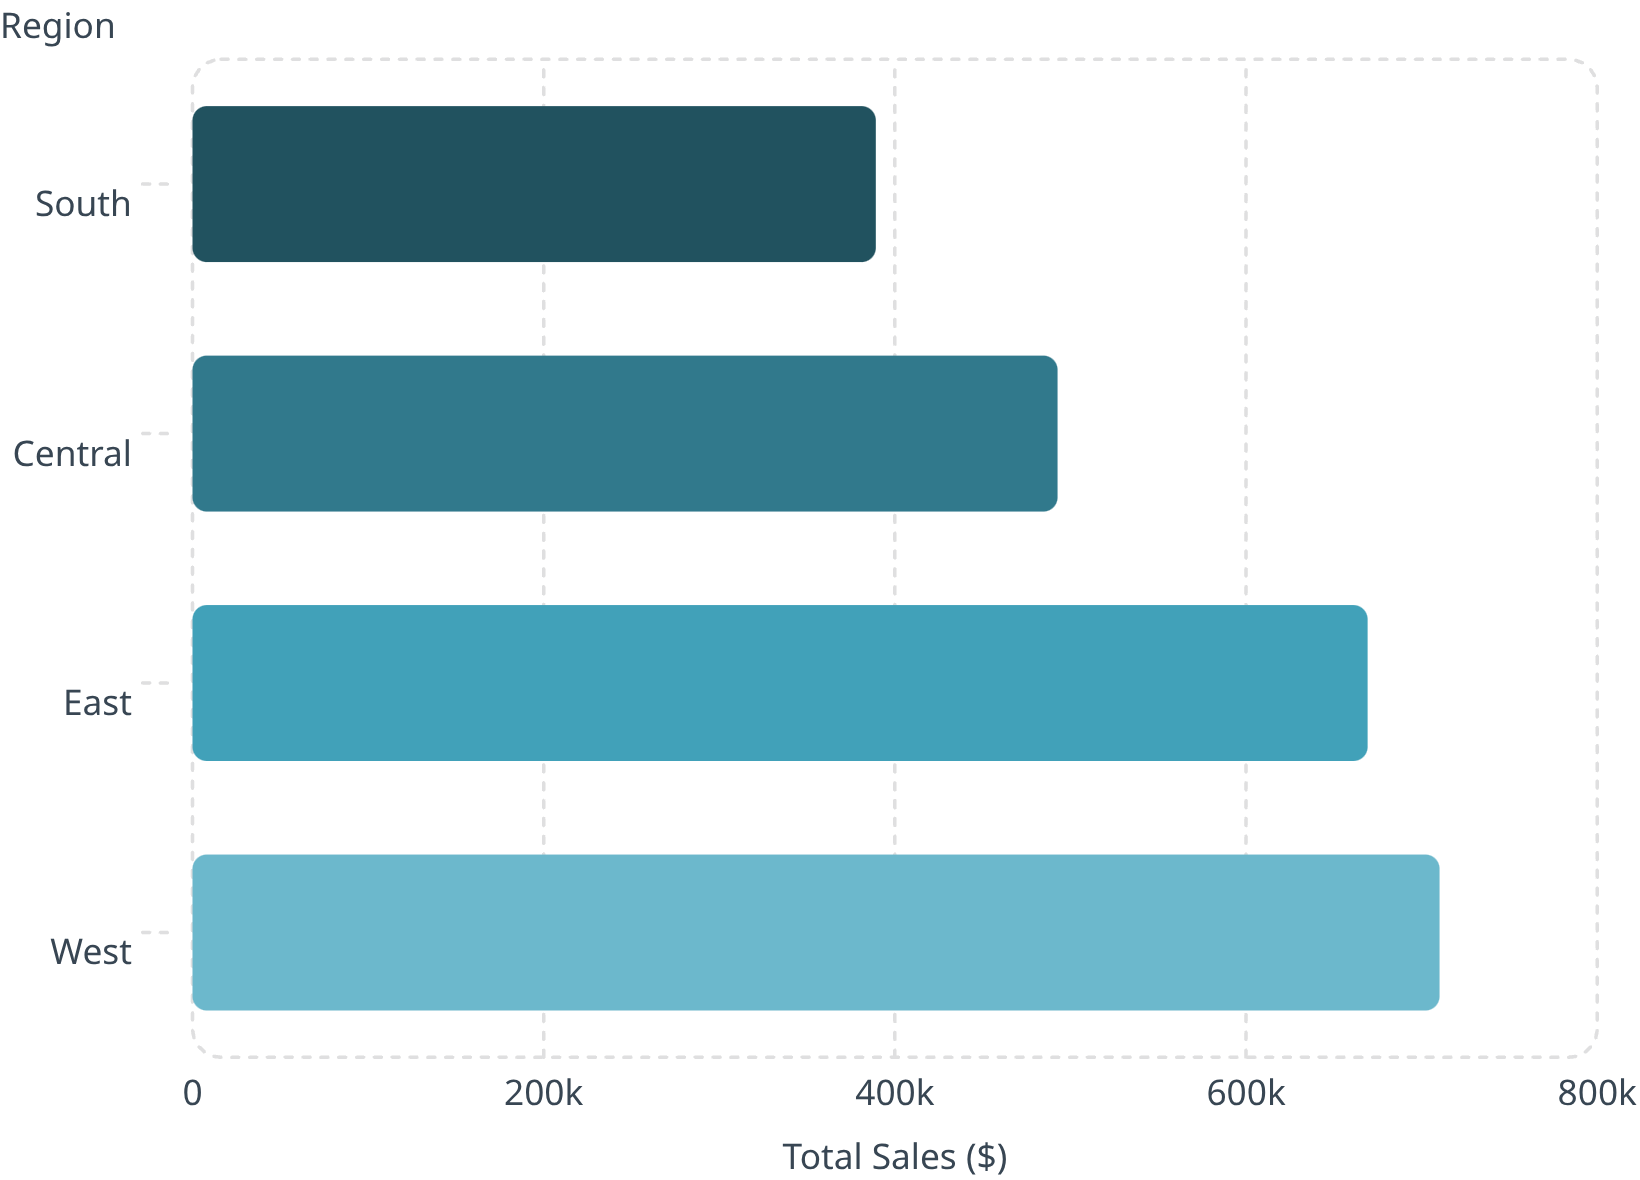 Region
South
Central
East
West
0 200k 400k 600k 800k
Total Sales ($)